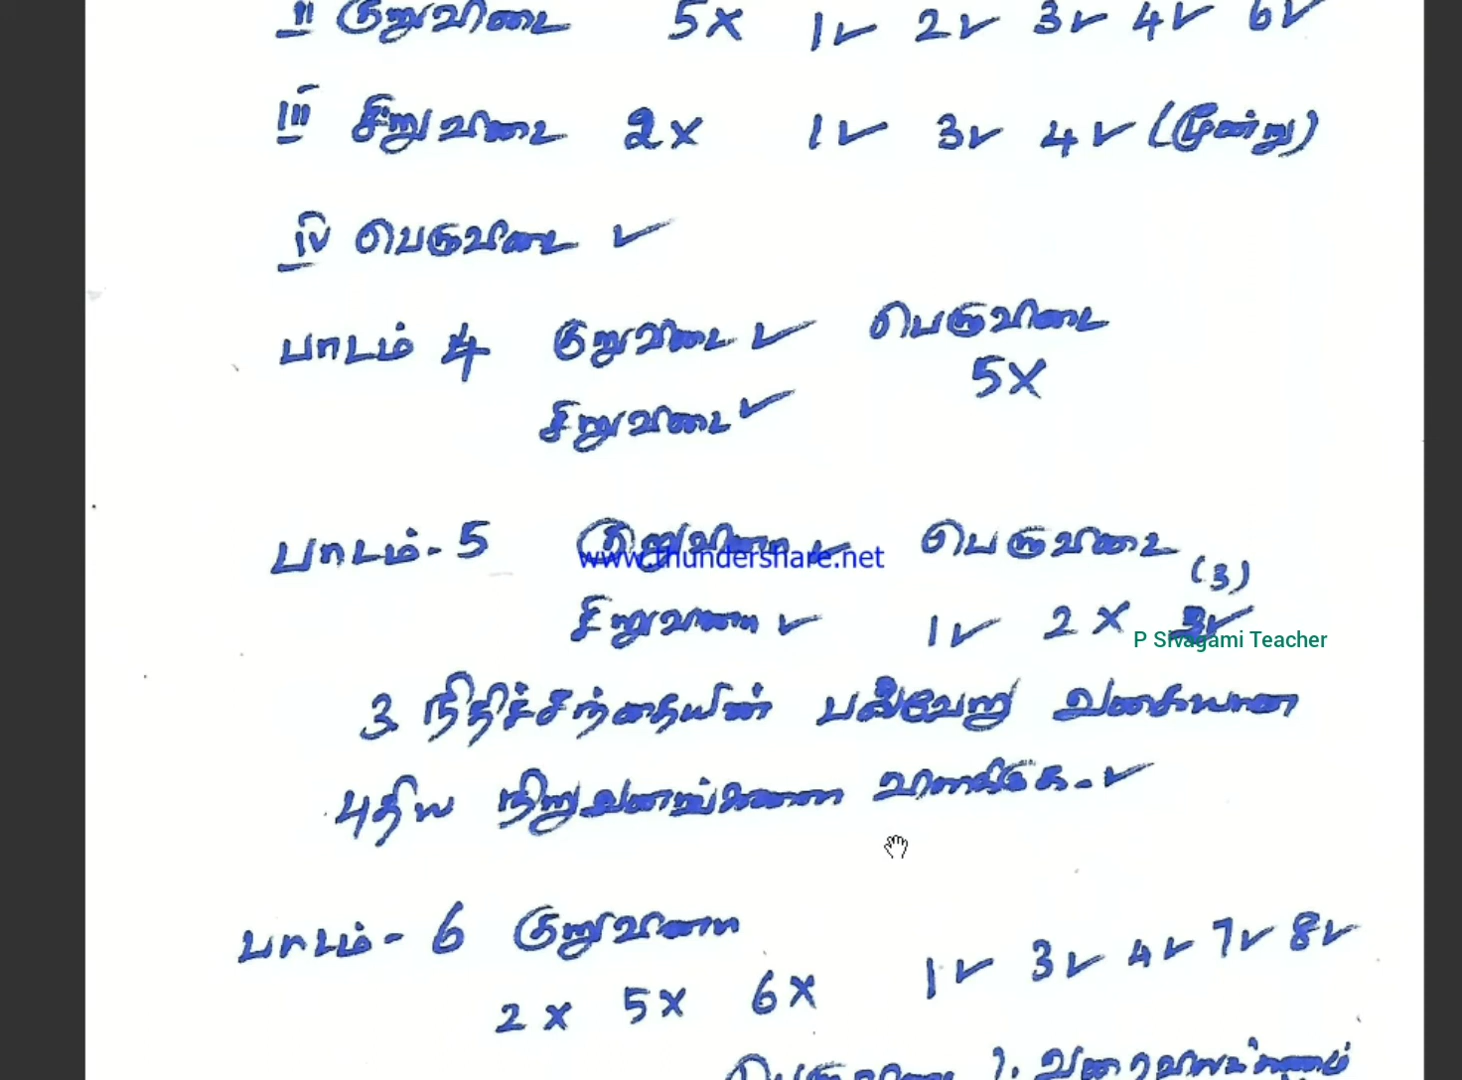 II குறுவிடை 5× 1✓ 2✓ 3✓ 4✓ 6✓
III சிறுவிடை 2× 1✓ 3✓ 4✓ (மூன்று)
IV பெருவிடை ✓
பாடம் 4 குறுவிடை ✓ பெருவிடை
5×
சிறுவிடை ✓
பாடம்-5 குறுவினா ✓ பெருவிடை
www.thundershare.net
(3)
சிறுவினா ✓ 1✓ 2× 3✓
P Sivagami Teacher
3 நிதிச்சந்தையின் பல்வேறு வகையான
புதிய நிறுவனங்களை விளக்குக. ✓
பாடம்-6 குறுவினா
1✓ 3✓ 4✓ 7✓ 8✓
2× 5× 6×